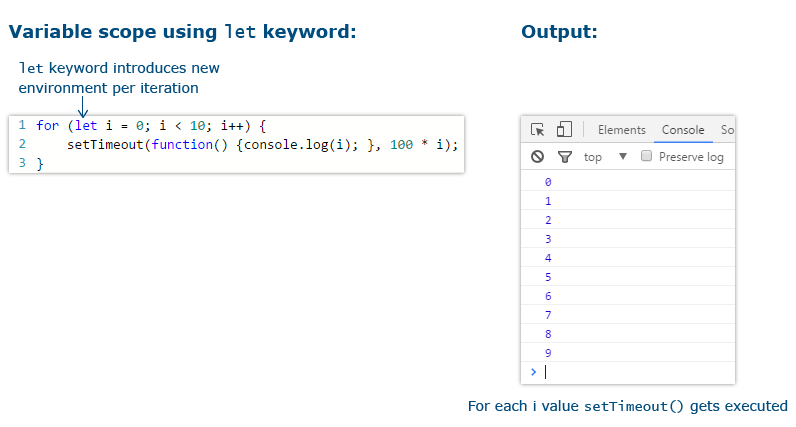 Variable scope using let keyword:
let keyword introduces new
environment per iteration
1 for (let i = 0; i < 10; i++) {
2     setTimeout(function() {console.log(i); }, 100 * i);
3 }
Output:
Elements Console So
top ▼ Preserve log
0
1
2
3
4
5
6
7
8
9
>
For each i value setTimeout() gets executed